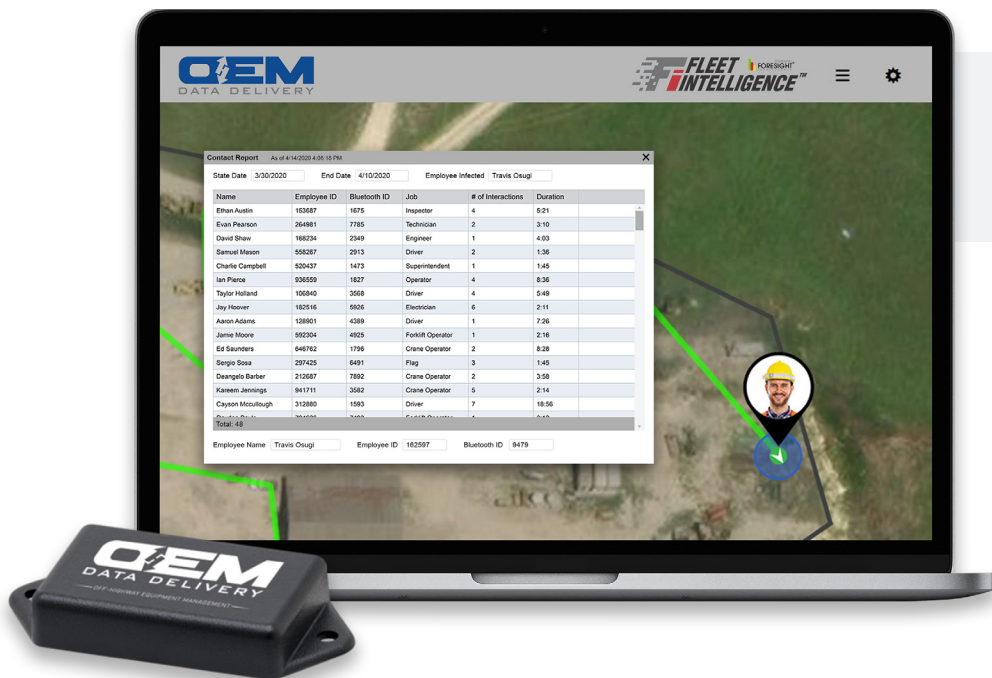 OEM
DATA DELIVERY
FLEET INTELLIGENCE™ FORESIGHT
Contact Report As of 4/14/2020 4:06:18 PM
State Date 3/30/2020 End Date 4/10/2020 Employee Infected Travis Osugi
Name Employee ID Bluetooth ID Job # of Interactions Duration
Ethan Austin 153687 1675 Inspector 4 5:21
Evan Pearson 264981 7785 Technician 2 3:10
David Shaw 168234 2349 Engineer 1 4:03
Samuel Mason 558267 2913 Driver 2 1:36
Charlie Campbell 520437 1473 Superintendent 1 1:45
Ian Pierce 936559 1827 Operator 4 8:36
Taylor Holland 106840 3568 Driver 4 5:49
Jay Hoover 182516 5926 Electrician 6 2:11
Aaron Adams 128901 4389 Driver 1 7:26
Jamie Moore 592304 4925 Forklift Operator 1 2:16
Ed Saunders 646762 1796 Crane Operator 2 8:28
Sergio Sosa 297425 6491 Flag 3 1:45
Deangelo Barber 212687 7892 Crane Operator 2 3:58
Kareem Jennings 941711 3582 Crane Operator 5 2:14
Cayson Mccullough 312880 1593 Driver 7 18:56
Total: 48
Employee Name Travis Osugi Employee ID 162597 Bluetooth ID 9479
OEM
DATA DELIVERY
OFF-HIGHWAY EQUIPMENT MANAGEMENT